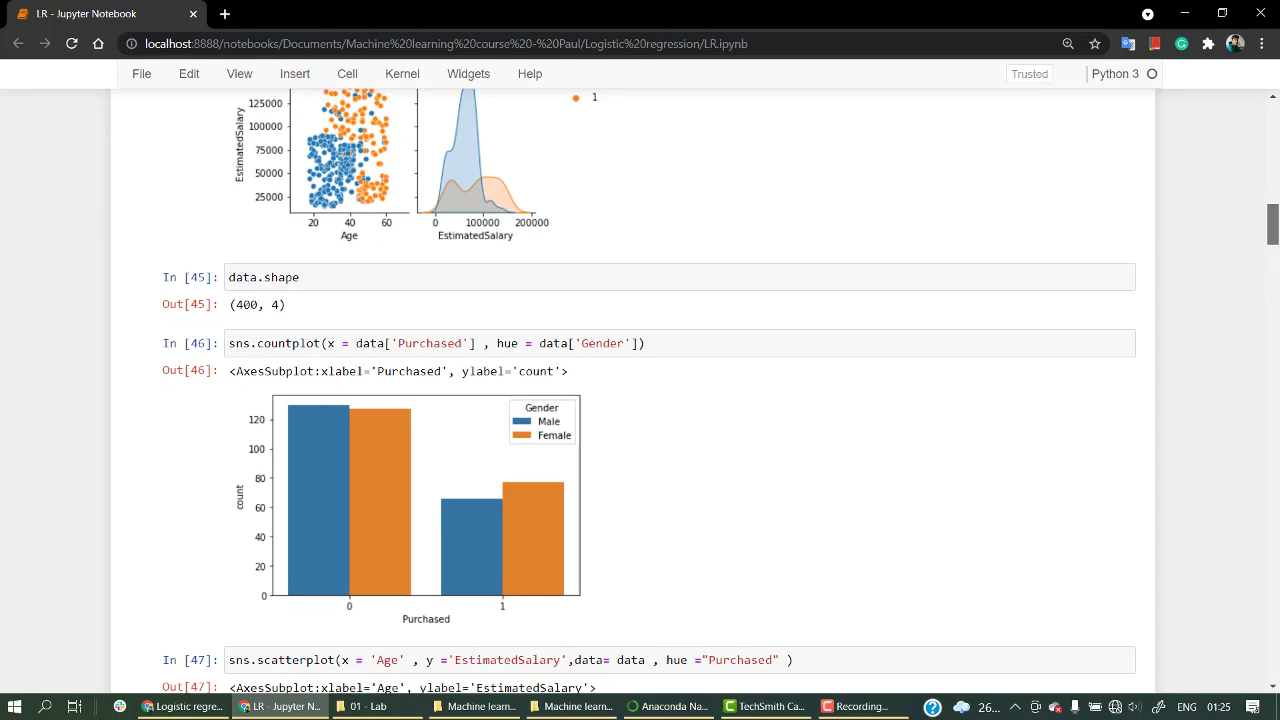 LR - Jupyter Notebook
localhost:8888/notebooks/Documents/Machine%20learning%20course%20-%20Paul/Logistic%20regression/LR.ipynb
File Edit View Insert Cell Kernel Widgets Help Trusted Python 3
125000
100000
75000
50000
25000
EstimatedSalary
20 40 60
Age
0 100000 200000
EstimatedSalary
1
In [45]: data.shape
Out[45]: (400, 4)
In [46]: sns.countplot(x = data['Purchased'] , hue = data['Gender'])
Out[46]: <AxesSubplot:xlabel='Purchased', ylabel='count'>
Gender
Male
Female
120
100
80
60
40
20
0
count
0 1
Purchased
In [47]: sns.scatterplot(x = 'Age' , y ='EstimatedSalary',data= data , hue ="Purchased" )
Out[47]: <AxesSubplot:xlabel='Age', ylabel='EstimatedSalary'>
Logistic regre... LR - Jupyter N... 01 - Lab Machine learn... Machine learn... Anaconda Na... TechSmith Ca... Recording... 26... ENG 01:25